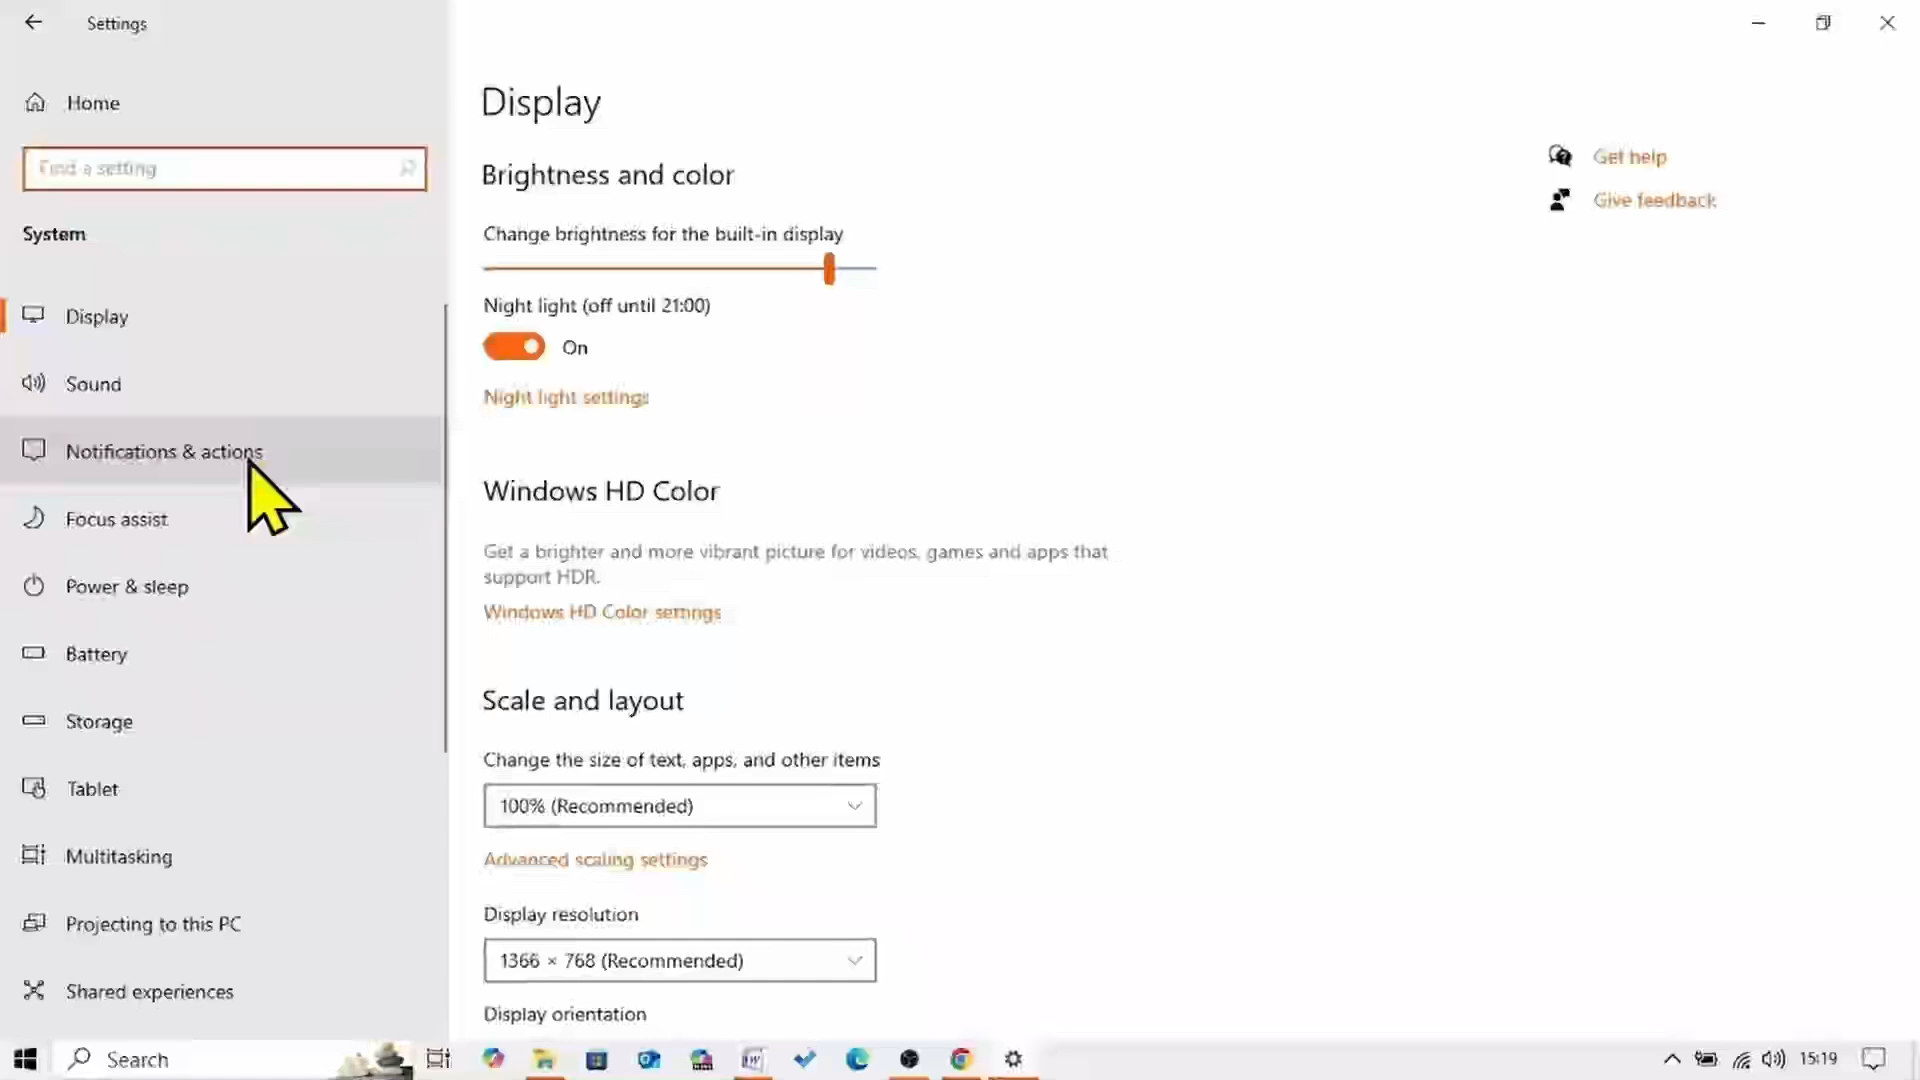 Settings
Home
Find a setting
System
Display
Sound
Notifications & actions
Focus assist
Power & sleep
Battery
Storage
Tablet
Multitasking
Projecting to this PC
Shared experiences
Display
Brightness and color
Change brightness for the built-in display
Night light (off until 21:00)
On
Night light settings
Windows HD Color
Get a brighter and more vibrant picture for videos, games and apps that
support HDR.
Windows HD Color settings
Scale and layout
Change the size of text, apps, and other items
100% (Recommended)
Advanced scaling settings
Display resolution
1366 × 768 (Recommended)
Display orientation
Get help
Give feedback
Search
15:19